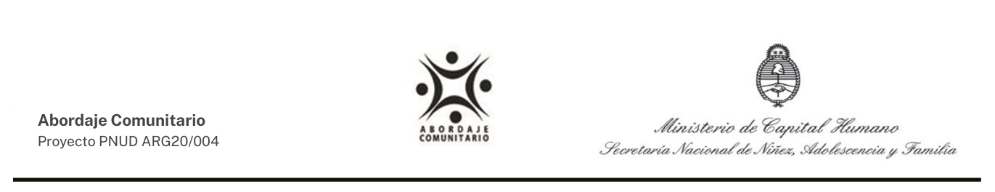 Abordaje Comunitario
Proyecto PNUD ARG20/004
ABORDAJE
COMUNITARIO
Ministerio de Capital Humano
Secretaría Nacional de Niñez, Adolescencia y Familia